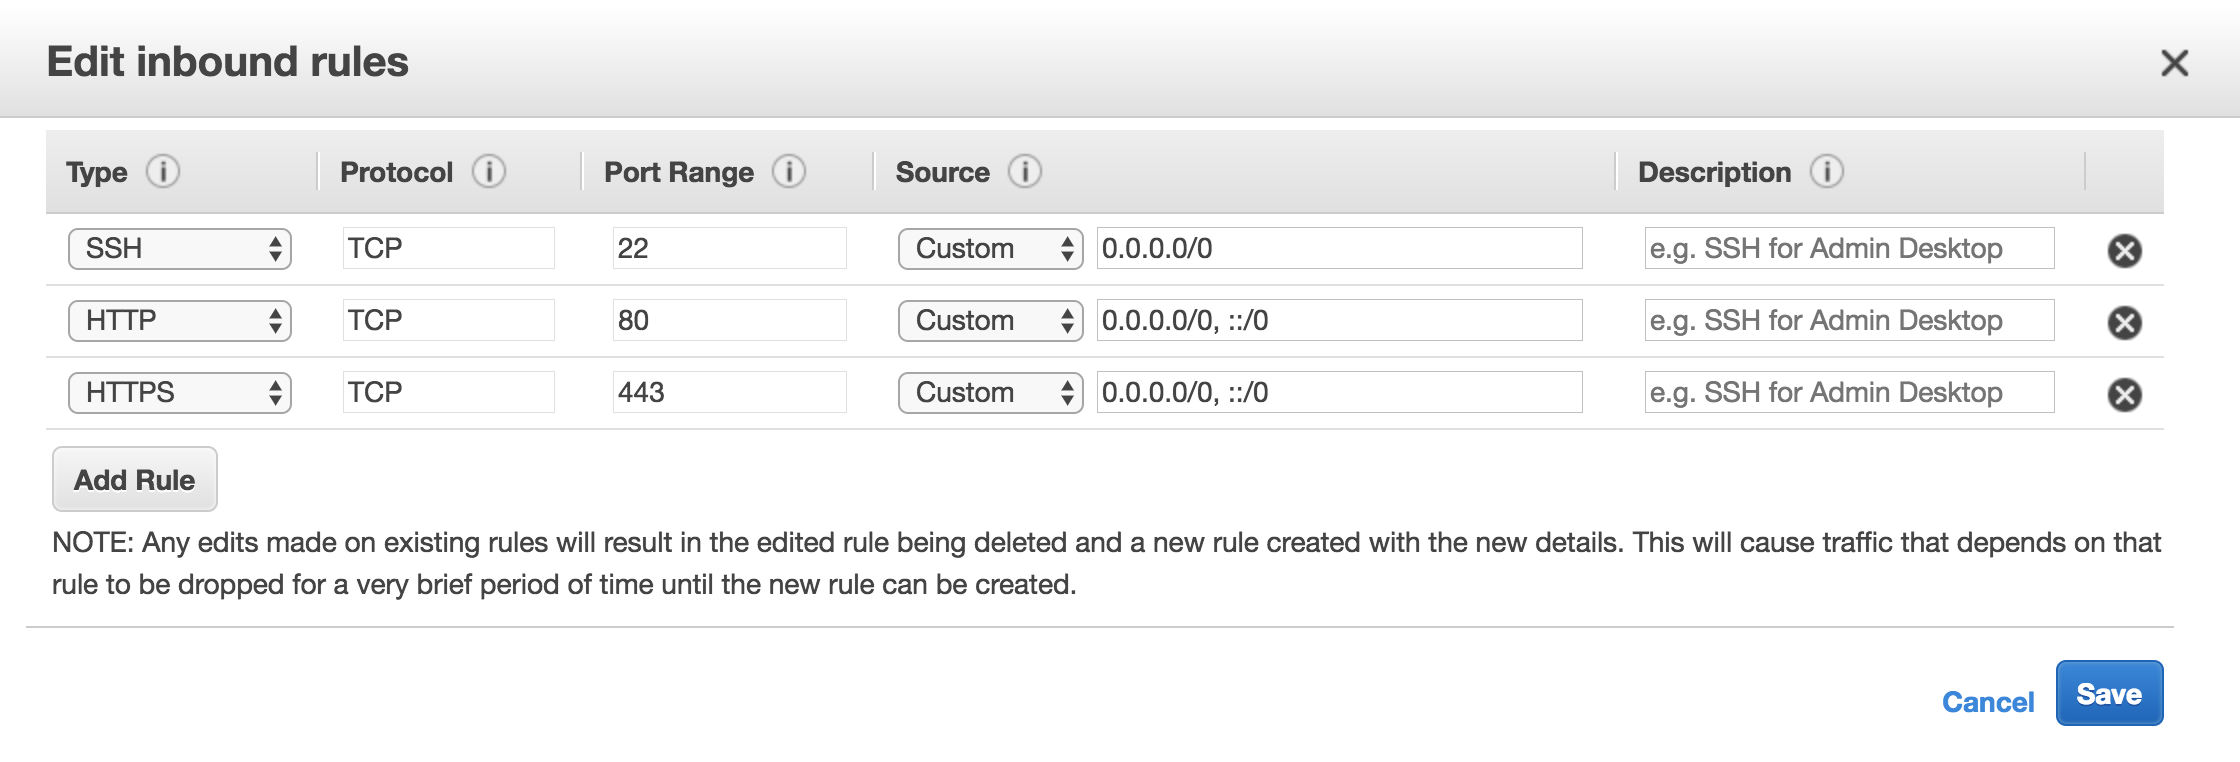 Edit inbound rules
Type Protocol Port Range Source Description
SSH TCP 22 Custom 0.0.0.0/0 e.g. SSH for Admin Desktop
HTTP TCP 80 Custom 0.0.0.0/0, ::/0 e.g. SSH for Admin Desktop
HTTPS TCP 443 Custom 0.0.0.0/0, ::/0 e.g. SSH for Admin Desktop
Add Rule
NOTE: Any edits made on existing rules will result in the edited rule being deleted and a new rule created with the new details. This will cause traffic that depends on that
rule to be dropped for a very brief period of time until the new rule can be created.
Cancel Save